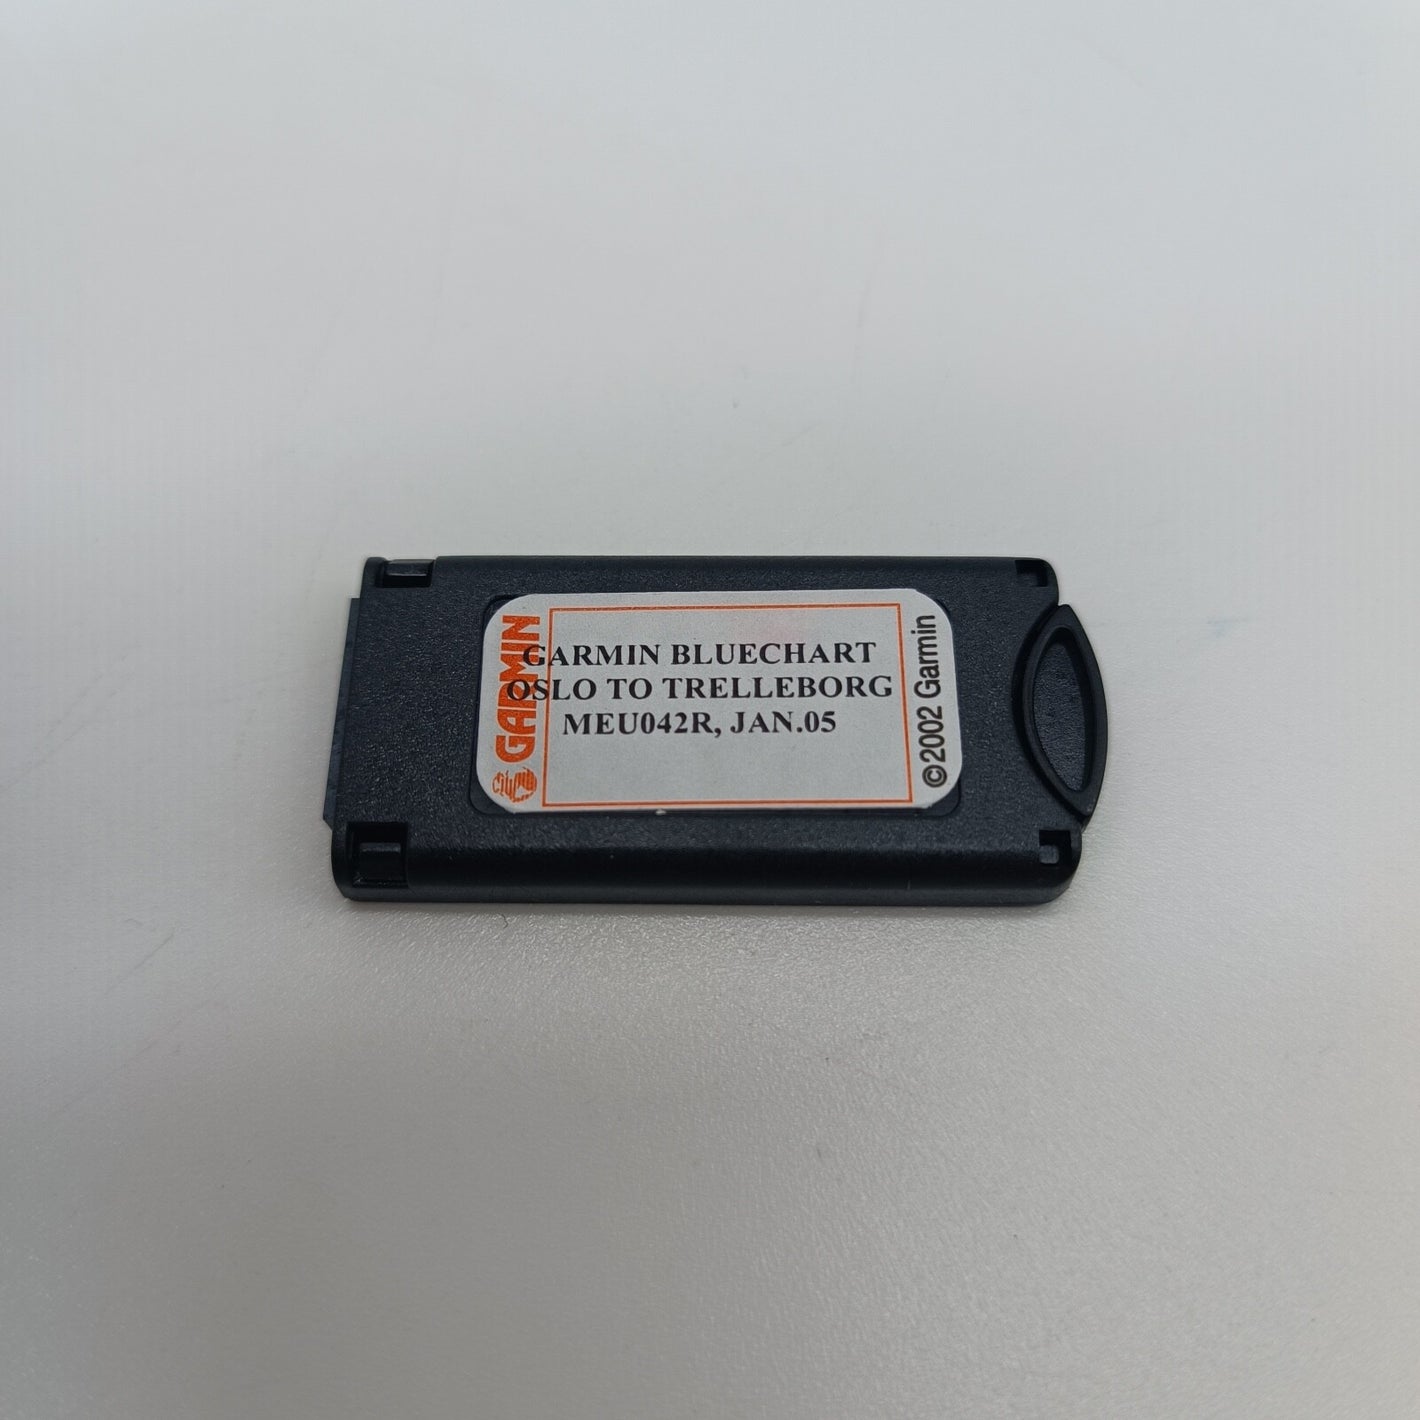 GARMIN
GARMIN BLUECHART
OSLO TO TRELLEBORG
MEU042R, JAN.05
©2002 Garmin